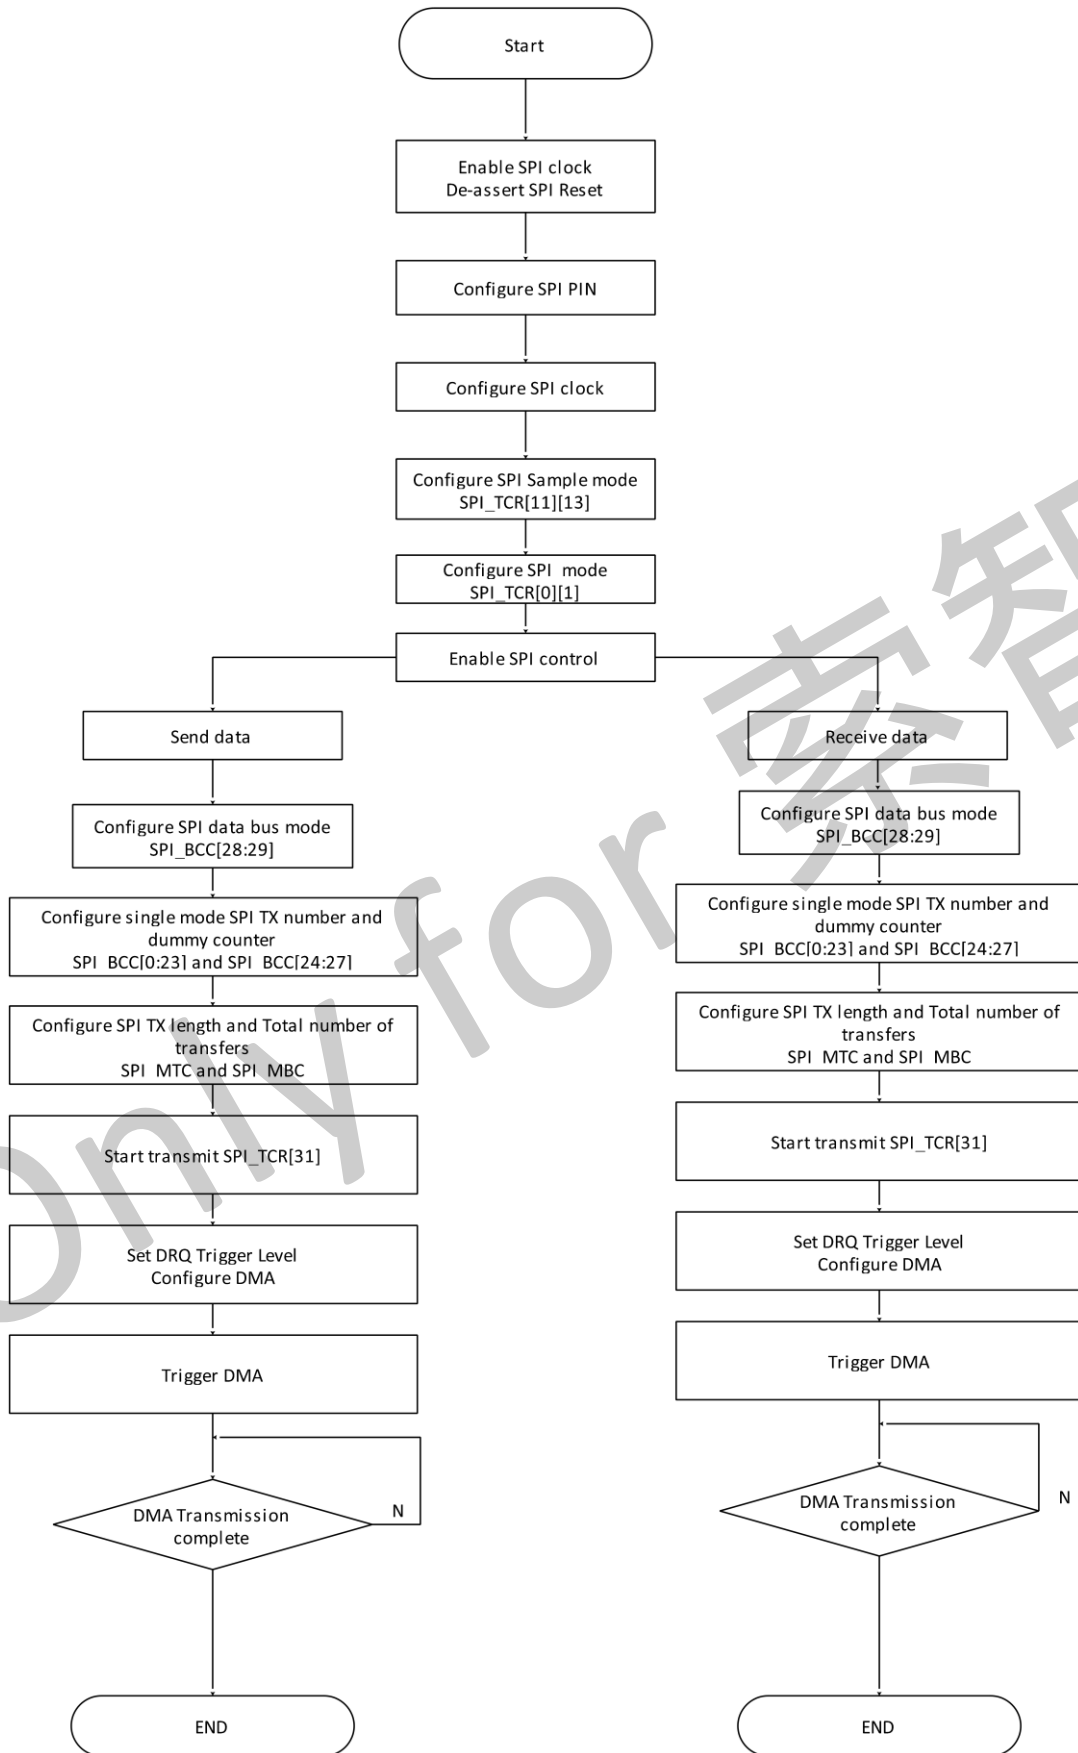 Start
Enable SPI clock
De-assert SPI Reset
Configure SPI PIN
Configure SPI clock
Configure SPI Sample mode
SPI_TCR[11][13]
Configure SPI mode
SPI_TCR[0][1]
Enable SPI control
Send data
Configure SPI data bus mode
SPI_BCC[28:29]
Configure single mode SPI TX number and
dummy counter
SPI_BCC[0:23] and SPI_BCC[24:27]
Configure SPI TX length and Total number of
transfers
SPI_MTC and SPI_MBC
Start transmit SPI_TCR[31]
Set DRQ Trigger Level
Configure DMA
Trigger DMA
DMA Transmission
complete
N
END
Receive data
Configure SPI data bus mode
SPI_BCC[28:29]
Configure single mode SPI TX number and
dummy counter
SPI_BCC[0:23] and SPI_BCC[24:27]
Configure SPI TX length and Total number of
transfers
SPI_MTC and SPI_MBC
Start transmit SPI_TCR[31]
Set DRQ Trigger Level
Configure DMA
Trigger DMA
DMA Transmission
complete
N
END
Only for 索智